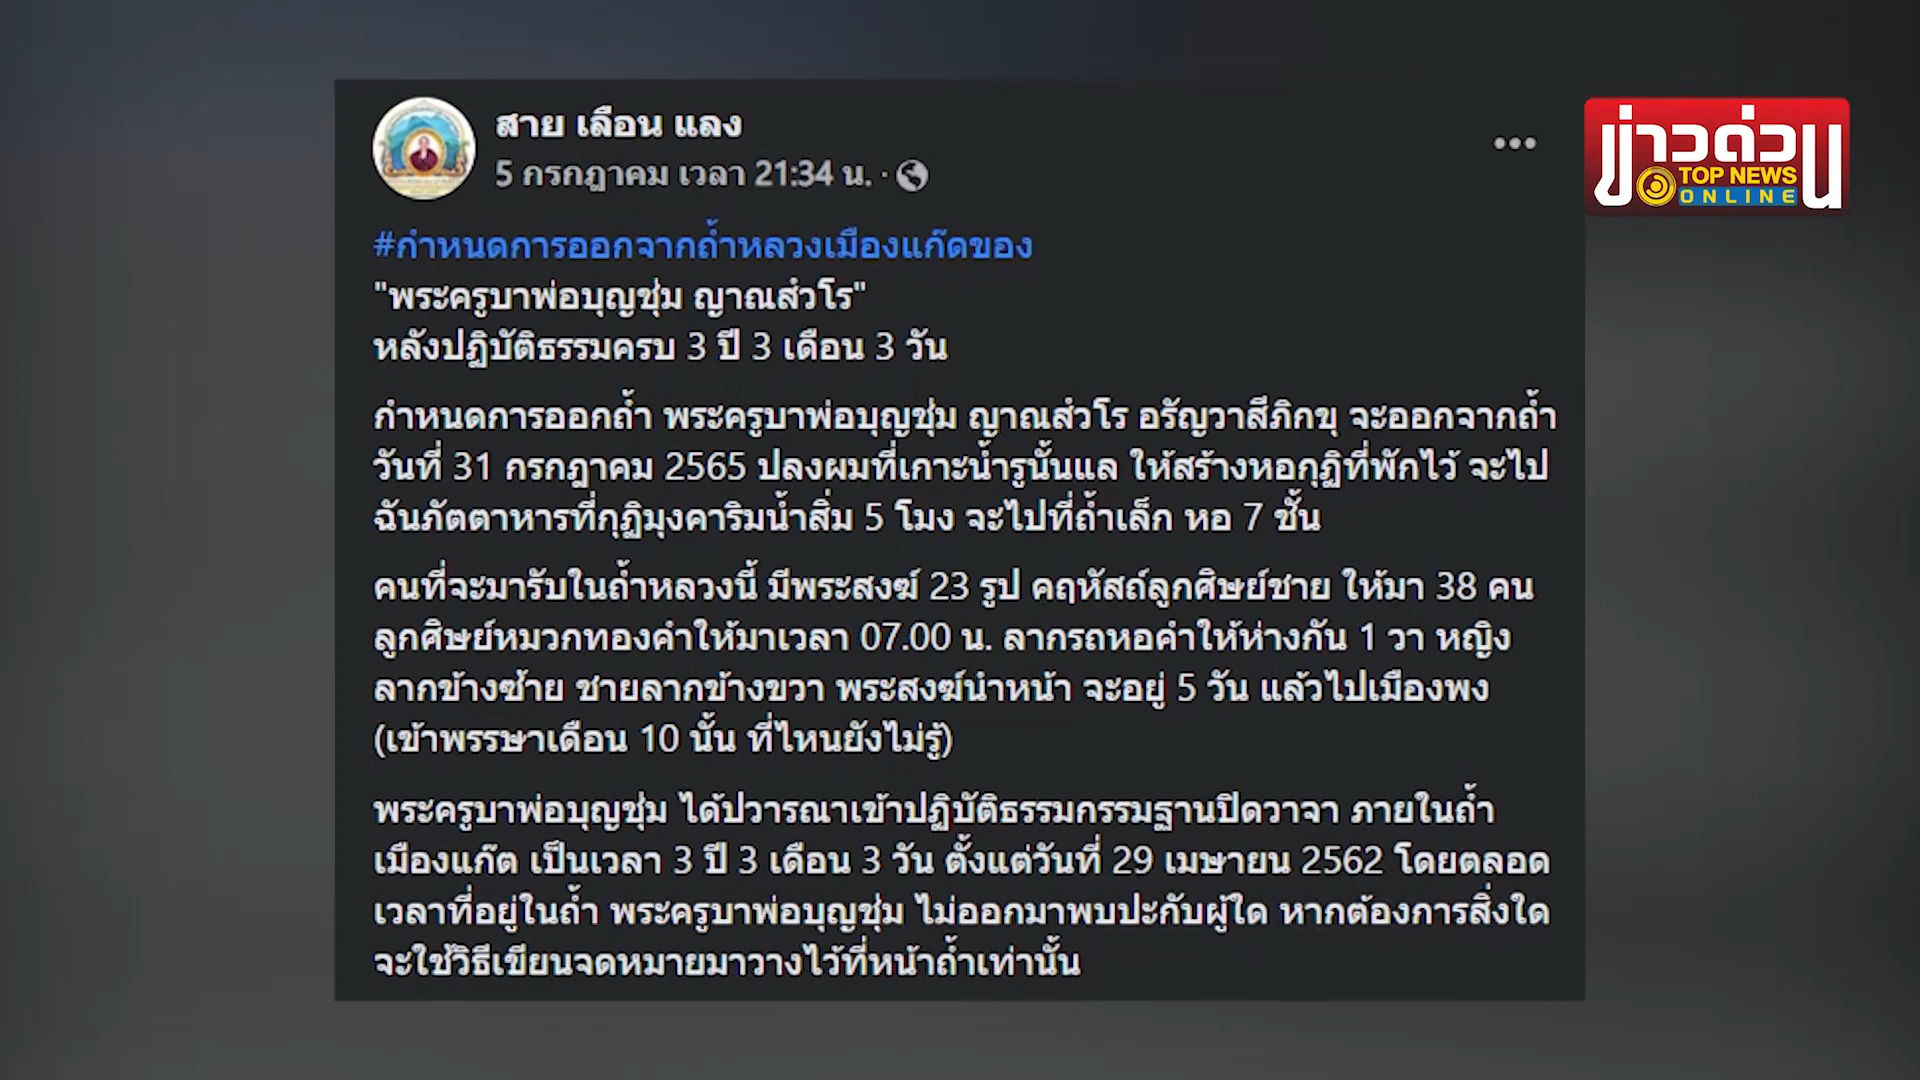 สาย เลือน แลง
5 กรกฎาคม เวลา 21:34 น. ·
ข่าวด่วน
TOP NEWS
ONLINE
#กำหนดการออกจากถ้ำหลวงเมืองแก๊ดของ
"พระครูบาพ่อบุญชุ่ม ญาณสํวโร"
หลังปฏิบัติธรรมครบ 3 ปี 3 เดือน 3 วัน
กำหนดการออกถ้ำ พระครูบาพ่อบุญชุ่ม ญาณสํวโร อรัญวาสีภิกขุ จะออกจากถ้ำ
วันที่ 31 กรกฎาคม 2565 ปลงผมที่เกาะน้ำรูนั้นแล ให้สร้างหอกุฏิที่พักไว้ จะไป
ฉันภัตตาหารที่กุฏิมุงคาริมน้ำสิ่ม 5 โมง จะไปที่ถ้ำเล็ก หอ 7 ชั้น
คนที่จะมารับในถ้ำหลวงนี้ มีพระสงฆ์ 23 รูป คฤหัสถ์ลูกศิษย์ชาย ให้มา 38 คน
ลูกศิษย์หมวกทองคำให้มาเวลา 07.00 น. ลากรถหอคำให้ห่างกัน 1 วา หญิง
ลากข้างซ้าย ชายลากข้างขวา พระสงฆ์นำหน้า จะอยู่ 5 วัน แล้วไปเมืองพง
(เข้าพรรษาเดือน 10 นั้น ที่ไหนยังไม่รู้)
พระครูบาพ่อบุญชุ่ม ได้ปวารณาเข้าปฏิบัติธรรมกรรมฐานปิดวาจา ภายในถ้ำ
เมืองแก๊ต เป็นเวลา 3 ปี 3 เดือน 3 วัน ตั้งแต่วันที่ 29 เมษายน 2562 โดยตลอด
เวลาที่อยู่ในถ้ำ พระครูบาพ่อบุญชุ่ม ไม่ออกมาพบปะกับผู้ใด หากต้องการสิ่งใด
จะใช้วิธีเขียนจดหมายมาวางไว้ที่หน้าถ้ำเท่านั้น